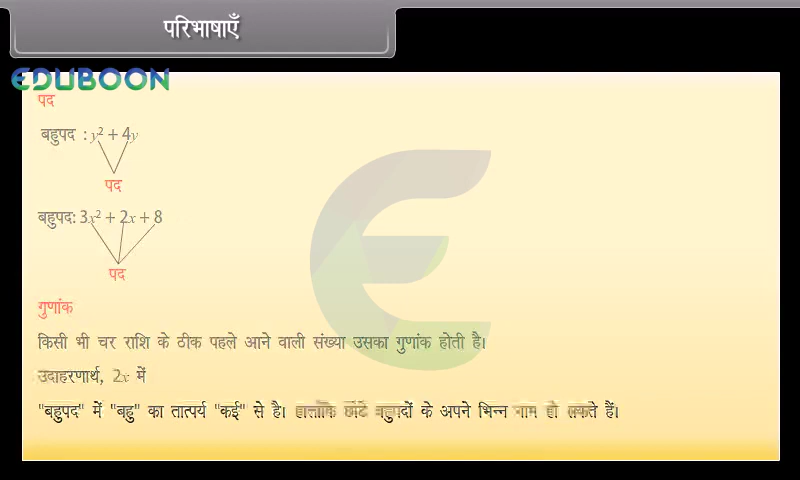 परिभाषाएँ
EDUBOON
पद
बहुपद : y² + 4y
पद
बहुपद: 3x² + 2x + 8
पद
गुणांक
किसी भी चर राशि के ठीक पहले आने वाली संख्या उसका गुणांक होती है।
उदाहरणार्थ, 2x में
"बहुपद" में "बहु" का तात्पर्य "कई" से है। हालाँकि छोटे बहुपदों के अपने भिन्न नाम हो सकते हैं।